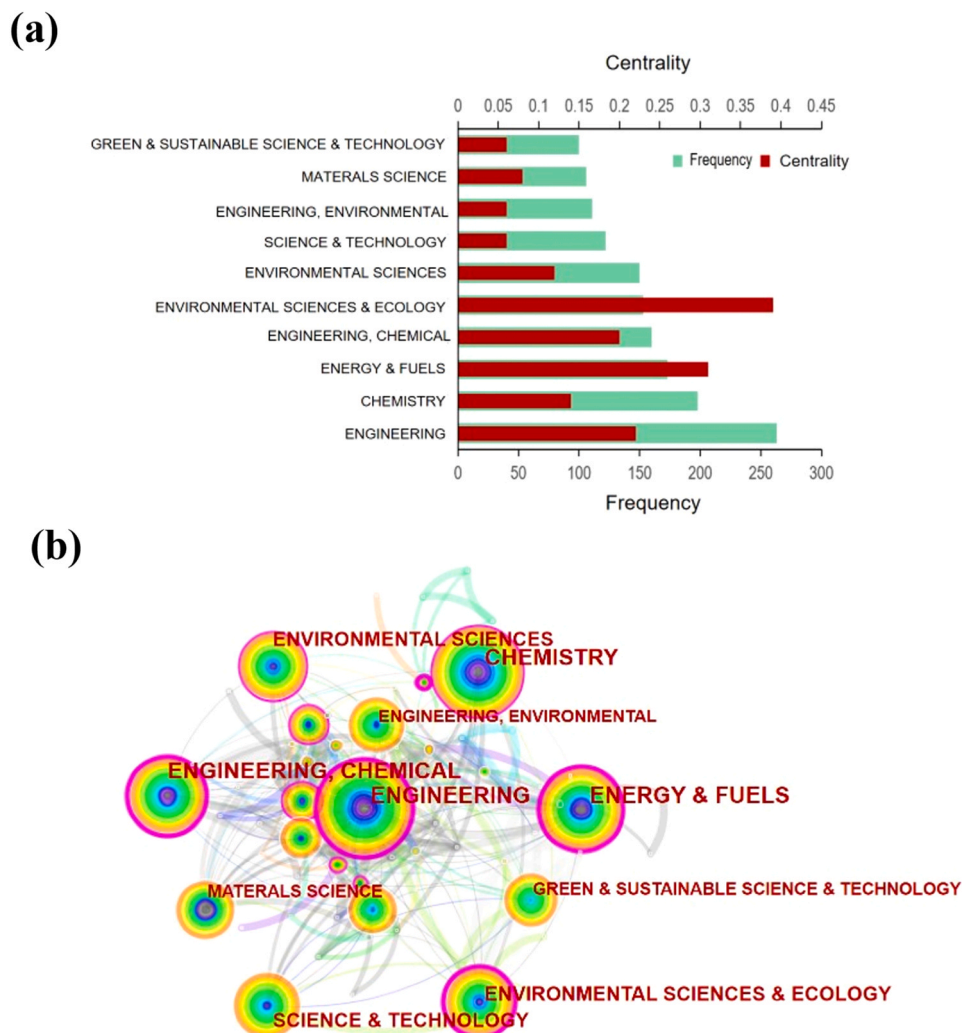 (a)
Centrality
0 0.05 0.1 0.15 0.2 0.25 0.3 0.35 0.4 0.45
GREEN & SUSTAINABLE SCIENCE & TECHNOLOGY
Frequency Centrality
MATERALS SCIENCE
ENGINEERING, ENVIRONMENTAL
SCIENCE & TECHNOLOGY
ENVIRONMENTAL SCIENCES
ENVIRONMENTAL SCIENCES & ECOLOGY
ENGINEERING, CHEMICAL
ENERGY & FUELS
CHEMISTRY
ENGINEERING
0 50 100 150 200 250 300
Frequency
(b)
ENVIRONMENTAL SCIENCES
CHEMISTRY
ENGINEERING, ENVIRONMENTAL
ENGINEERING, CHEMICAL
ENGINEERING
ENERGY & FUELS
MATERALS SCIENCE
GREEN & SUSTAINABLE SCIENCE & TECHNOLOGY
ENVIRONMENTAL SCIENCES & ECOLOGY
SCIENCE & TECHNOLOGY